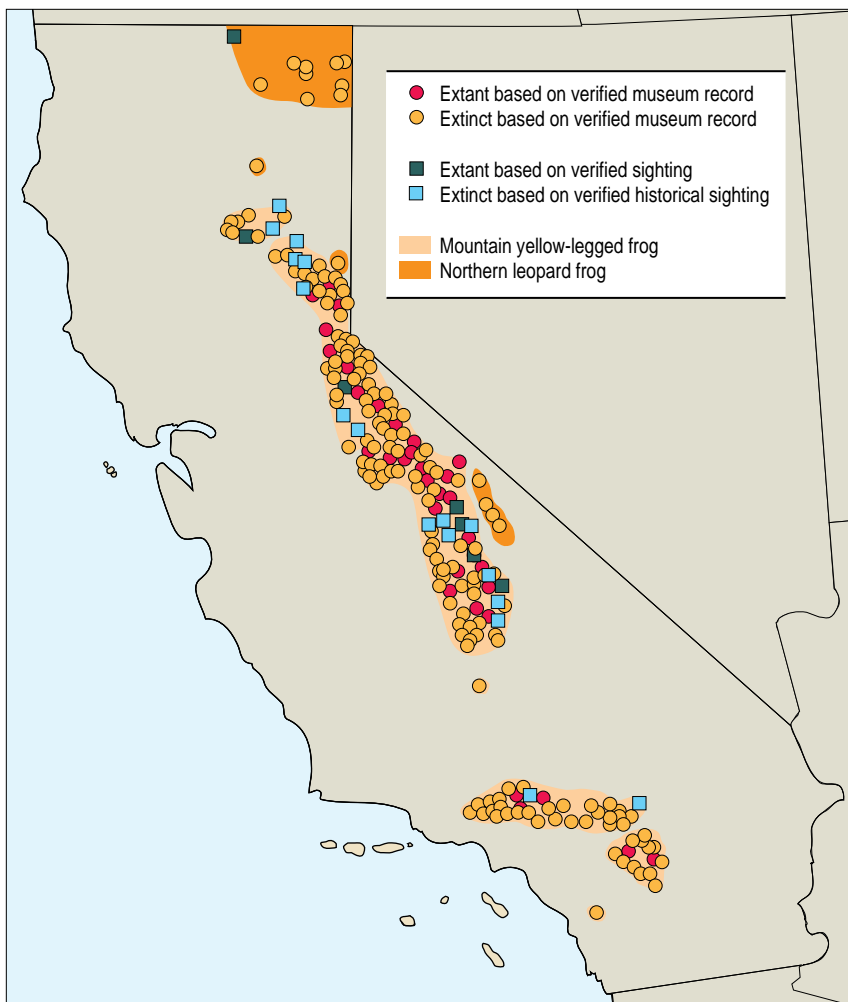 Extant based on verified museum record
Extinct based on verified museum record
Extant based on verified sighting
Extinct based on verified historical sighting
Mountain yellow-legged frog
Northern leopard frog